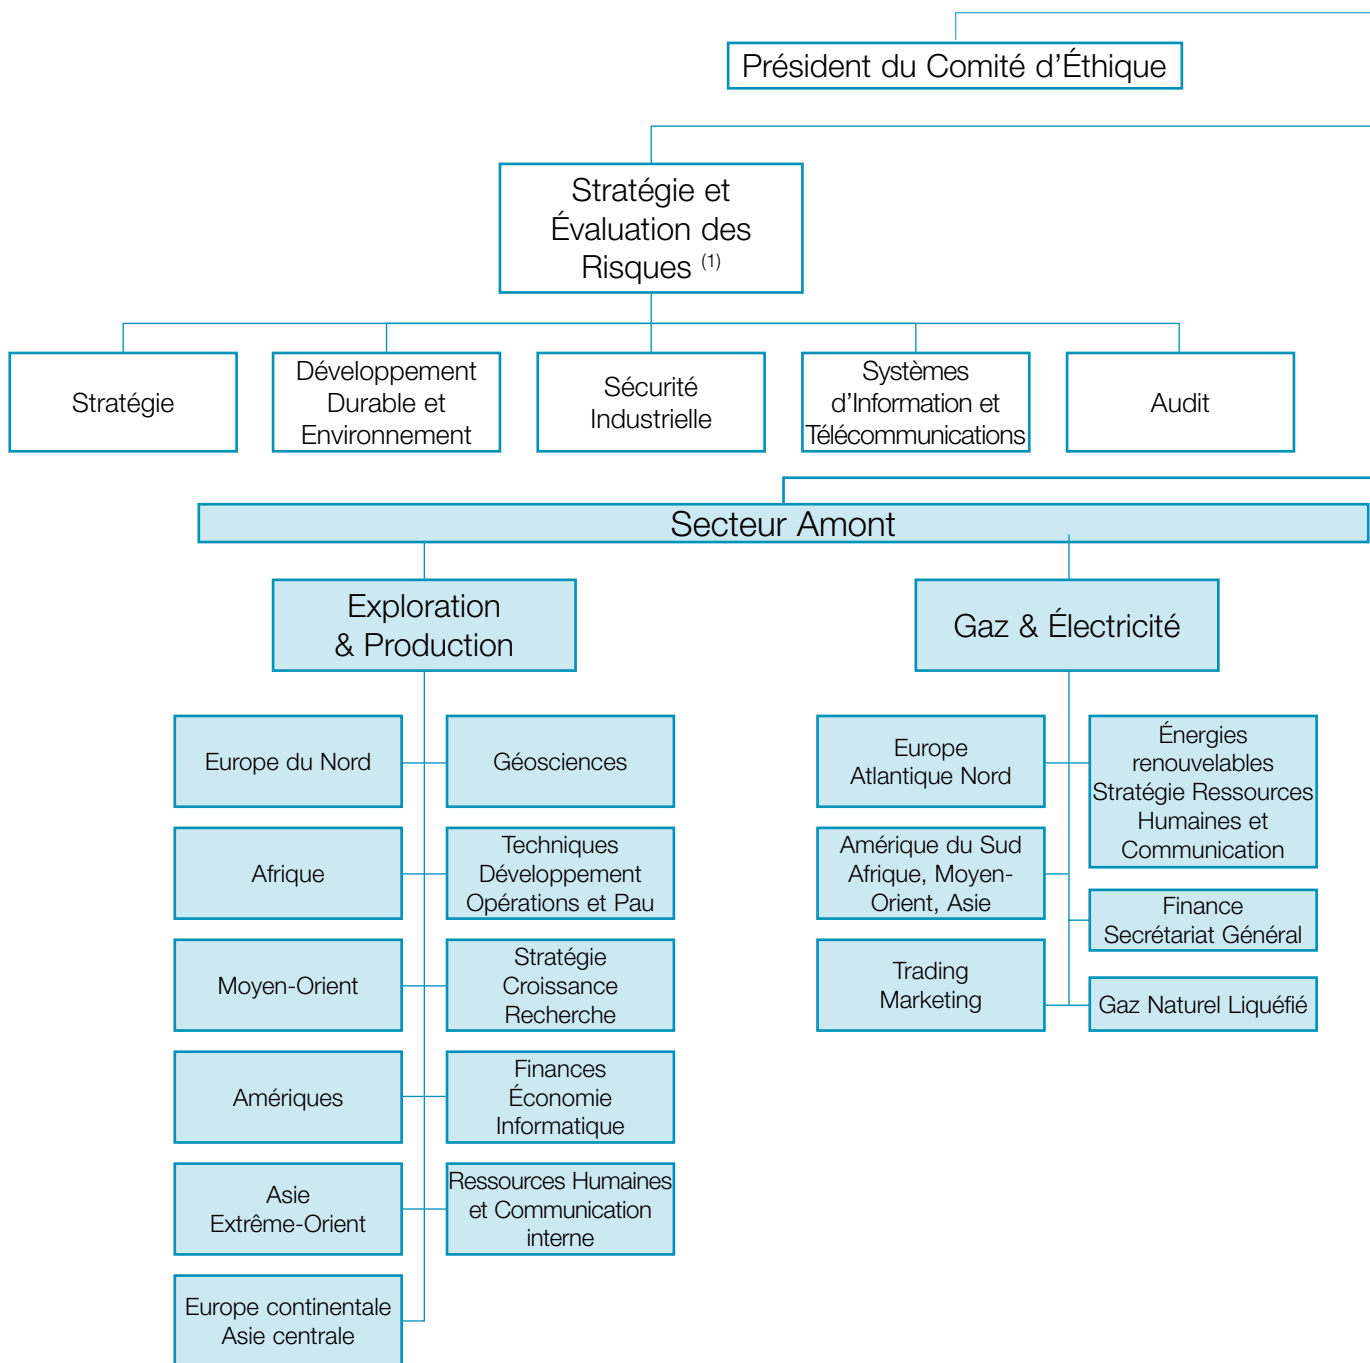 Président du Comité d’Éthique
Stratégie et
Évaluation des
Risques (1)
Stratégie
Développement
Durable et
Environnement
Sécurité
Industrielle
Systèmes
d’Information et
Télécommunications
Audit
Secteur Amont
Exploration
& Production
Gaz & Électricité
Europe du Nord
Géosciences
Afrique
Techniques
Développement
Opérations et Pau
Moyen-Orient
Stratégie
Croissance
Recherche
Amériques
Finances
Économie
Informatique
Asie
Extrême-Orient
Ressources Humaines
et Communication
interne
Europe continentale
Asie centrale
Europe
Atlantique Nord
Énergies
renouvelables
Stratégie Ressources
Humaines et
Communication
Amérique du Sud
Afrique, Moyen-
Orient, Asie
Finance
Secrétariat Général
Trading
Marketing
Gaz Naturel Liquéfié